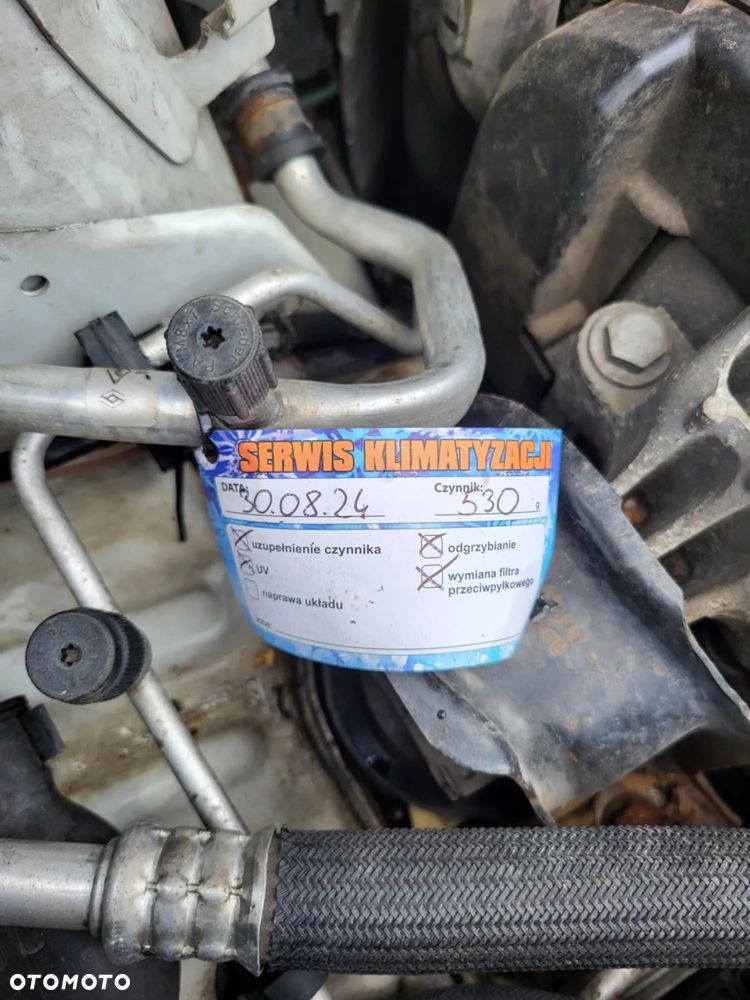 SERWIS KLIMATYZACJI
DATA: 30.08.24 Czynnik: 530 g
uzupełnienie czynnika
odgrzybianie
UV
wymiana filtra
przeciwpyłkowego
naprawa układu
OTOMOTO